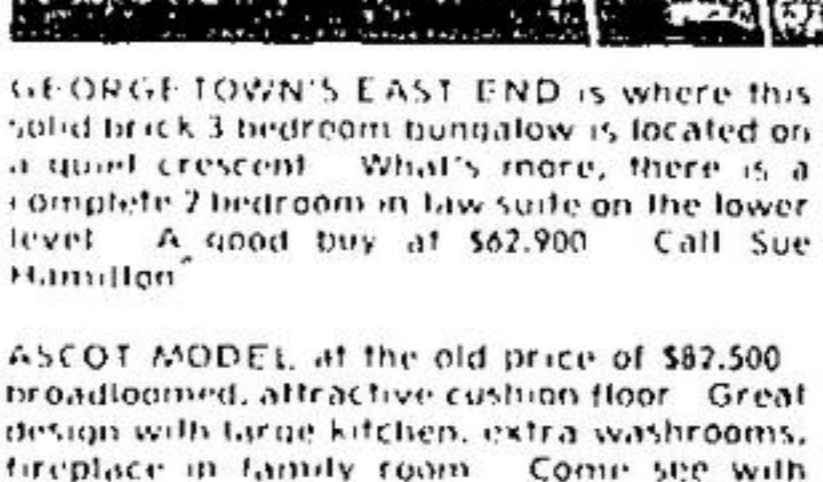 GEORGETOWN'S EAST END is where this
solid brick 3 bedroom bungalow is located on
a quiet crescent What's more, there is a
complete 2 bedroom in law suite on the lower
level A good buy at $62.900 Call Sue
Hamilton
ASCOT MODEL, at the old price of $82.500
broadloomed, attractive cushion floor Great
design with large kitchen, extra washrooms,
fireplace in family room Come see with